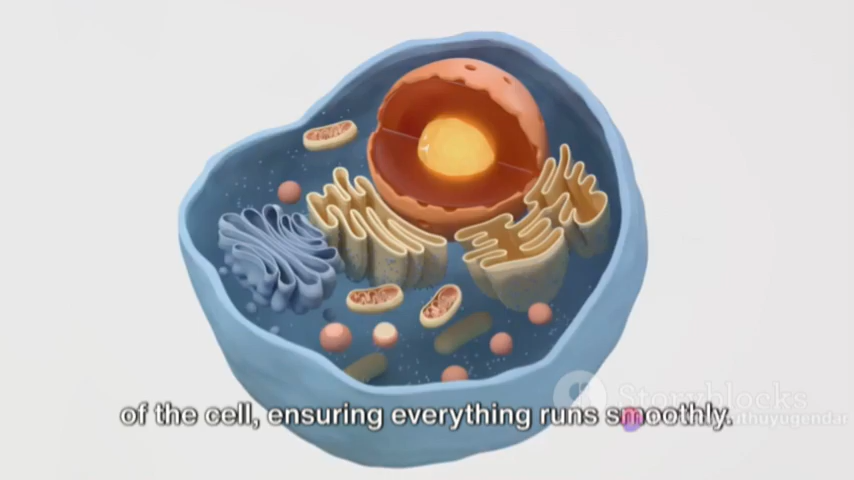 Storyblocks
of the cell, ensuring everything runs smoothly.